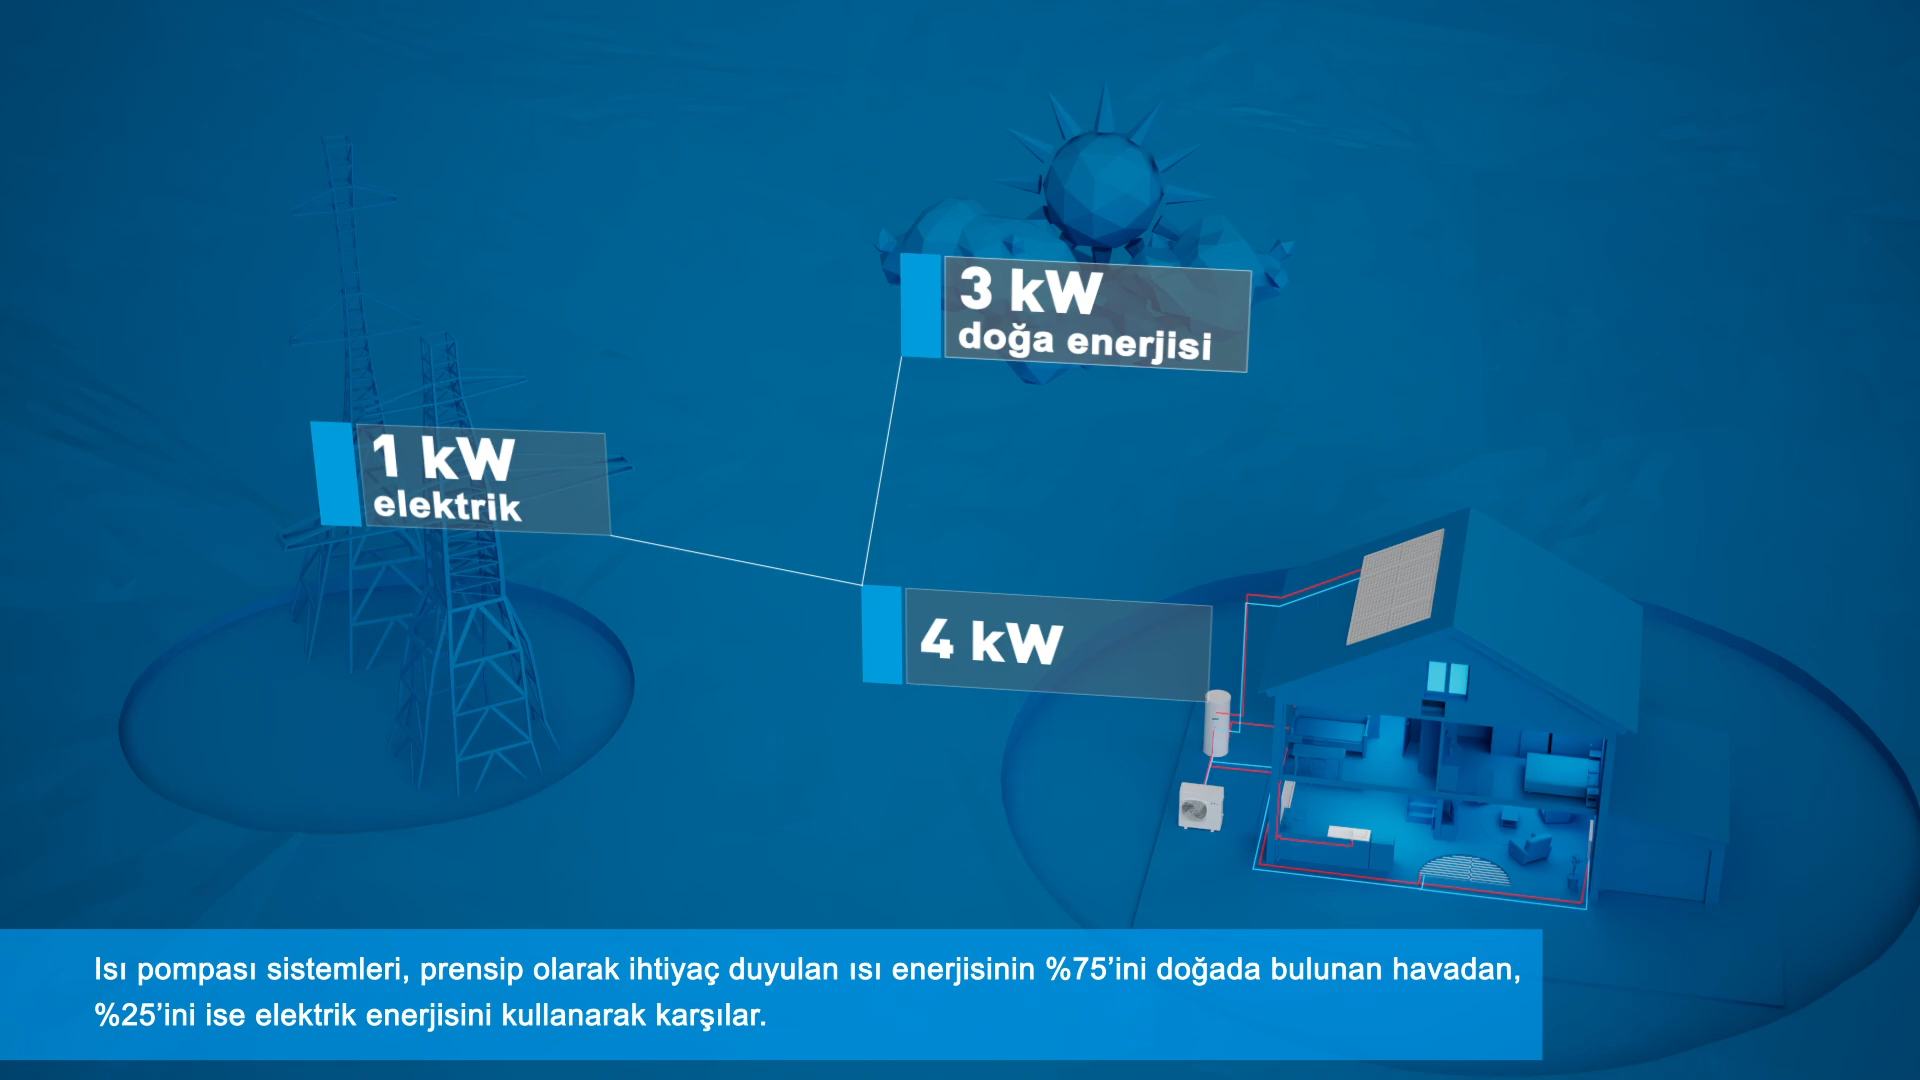 3 kW
doğa enerjisi
1 kW
elektrik
4 kW
Isı pompası sistemleri, prensip olarak ihtiyaç duyulan ısı enerjisinin %75’ini doğada bulunan havadan,
%25’ini ise elektrik enerjisini kullanarak karşılar.